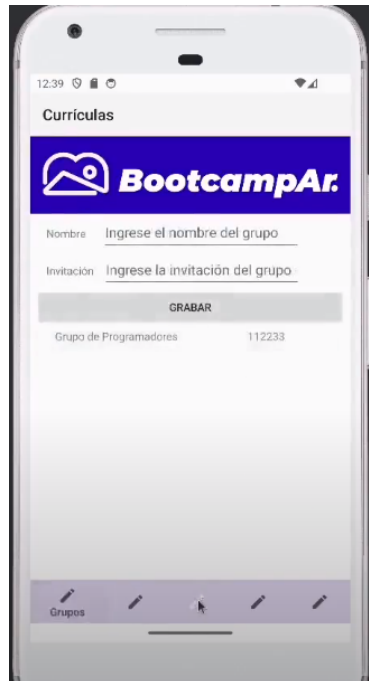 12:39
Currículas
BootcampAr.
Nombre Ingrese el nombre del grupo
Invitación Ingrese la invitación del grupo
GRABAR
Grupo de Programadores 112233
Grupos